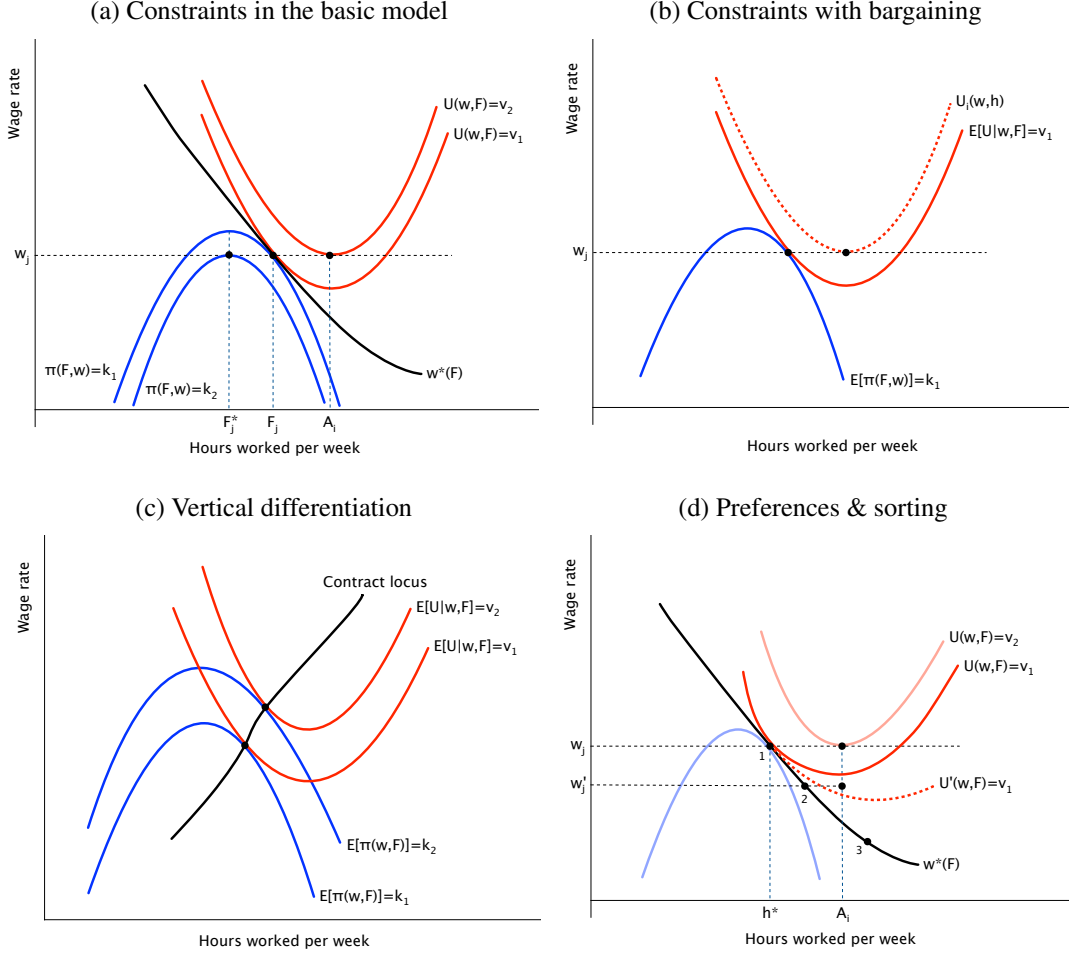 (a) Constraints in the basic model
Wage rate
U(w,F)=v₂
U(w,F)=v₁
wⱼ
π(F,w)=k₁
π(F,w)=k₂
w*(F)
Fⱼ*
Fⱼ
Aᵢ
Hours worked per week
(b) Constraints with bargaining
Wage rate
Uᵢ(w,h)
E[U|w,F]=v₁
wⱼ
E[π(F,w)]=k₁
Hours worked per week
(c) Vertical differentiation
Wage rate
Contract locus
E[U|w,F]=v₂
E[U|w,F]=v₁
E[π(w,F)]=k₂
E[π(w,F)]=k₁
Hours worked per week
(d) Preferences & sorting
Wage rate
U(w,F)=v₂
U(w,F)=v₁
wⱼ
1
wⱼ'
U'(w,F)=v₁
2
3
w*(F)
h*
Aᵢ
Hours worked per week